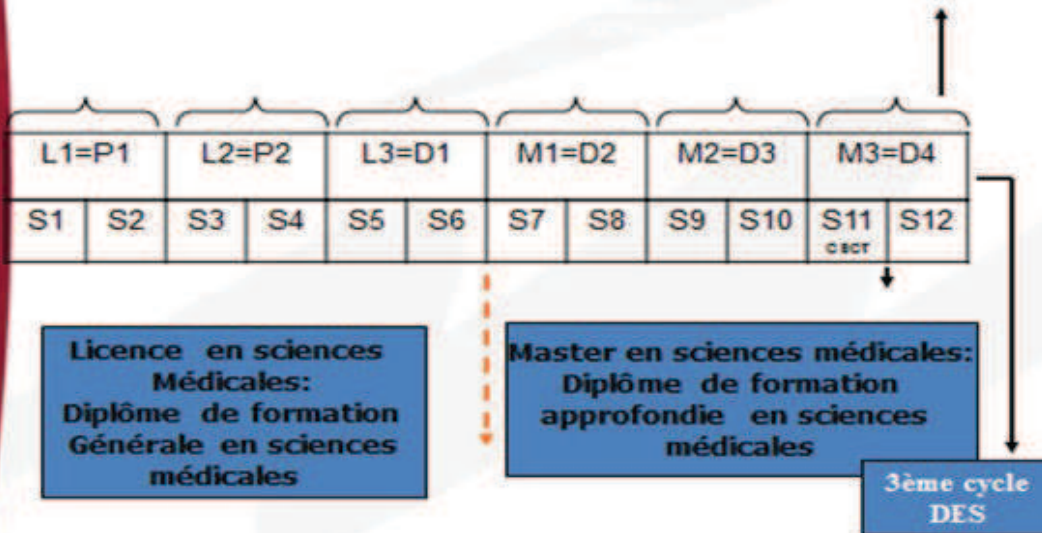 L1=P1 L2=P2 L3=D1 M1=D2 M2=D3 M3=D4
S1 S2 S3 S4 S5 S6 S7 S8 S9 S10 S11 S12
CSCT
Licence en sciences
Médicales:
Diplôme de formation
Générale en sciences
médicales
Master en sciences médicales:
Diplôme de formation
approfondie en sciences
médicales
3ème cycle
DES